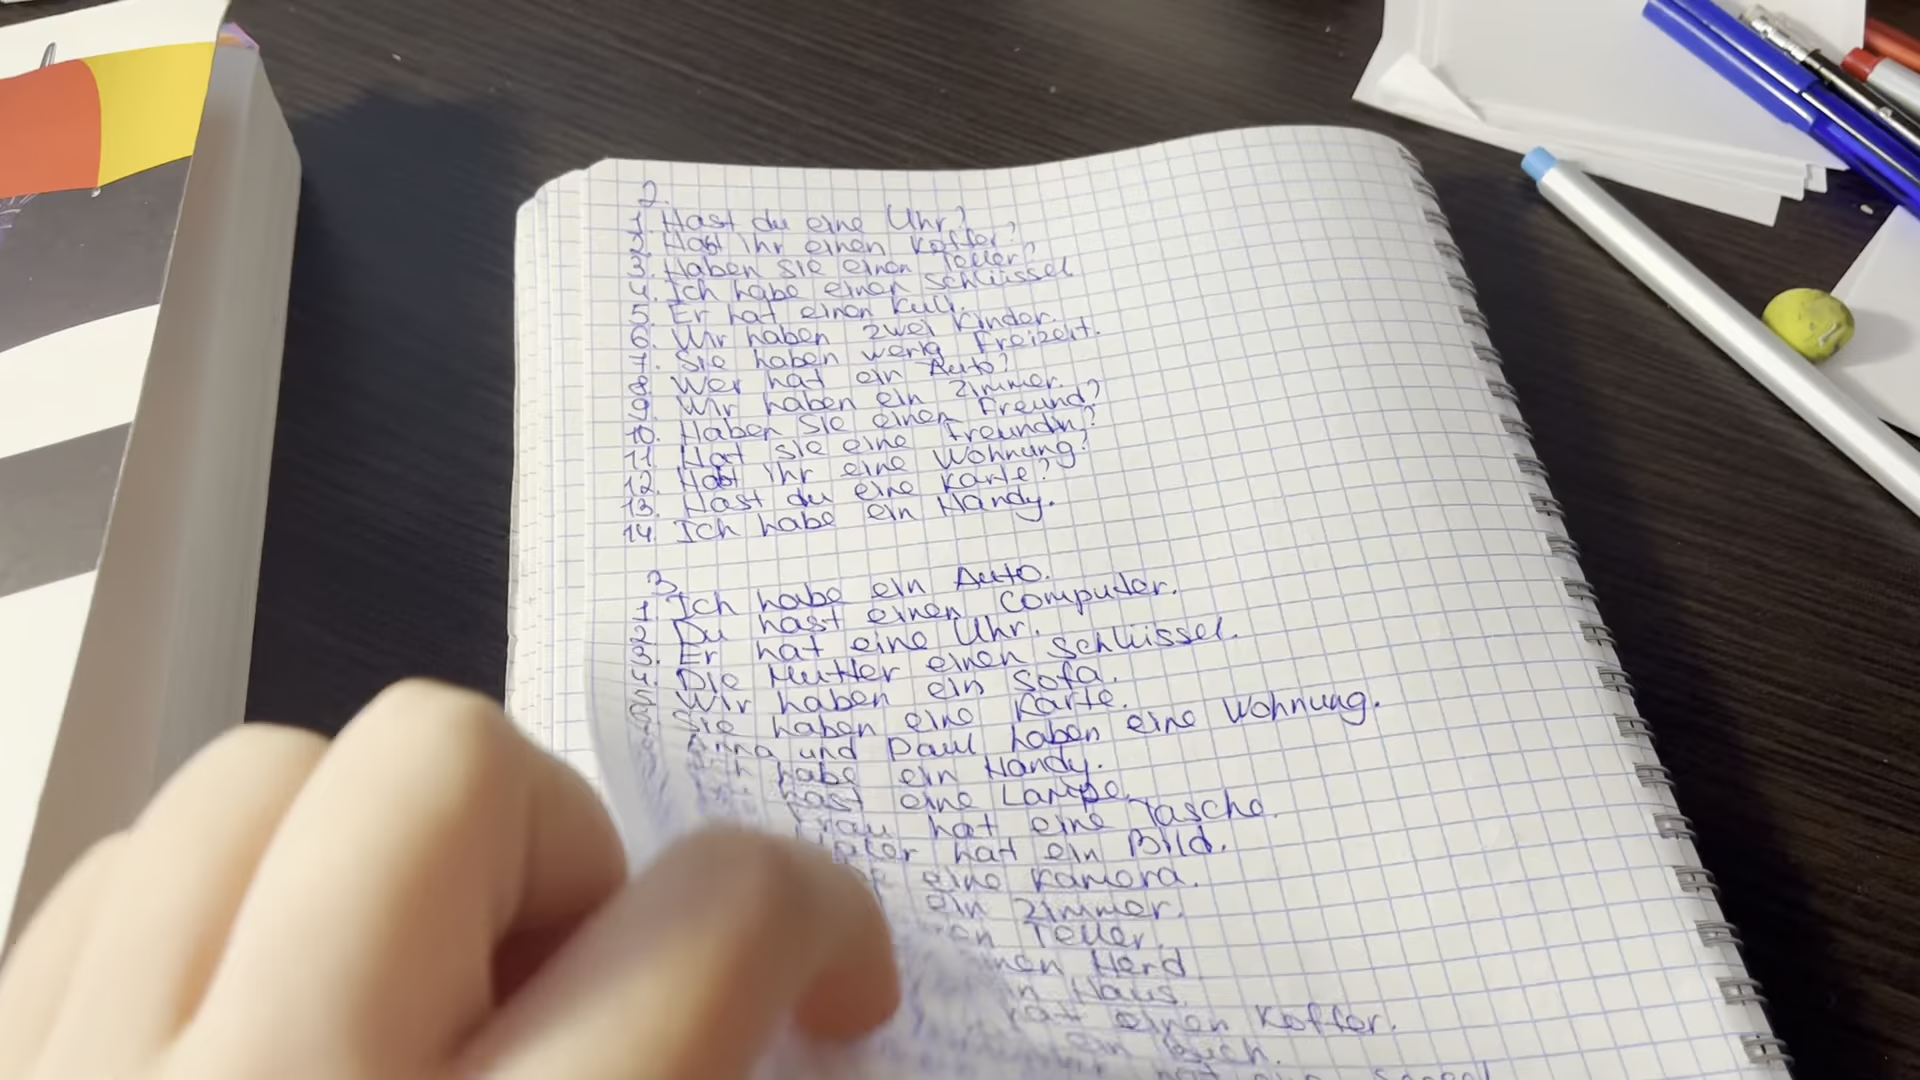 2.
1. Hast du eine Uhr?
2. Habt ihr einen Koffer?
3. Haben Sie einen Teller?
4. Ich habe einen Schlüssel
5. Er hat einen Kuli.
6. Wir haben zwei Kinder.
7. Sie haben wenig Freizeit.
8. Wer hat ein Auto?
9. Wir haben ein Zimmer.
10. Haben Sie einen Freund?
11. Hat sie eine Freundin?
12. Habt ihr eine Wohnung?
13. Hast du eine Karte?
14. Ich habe ein Handy.
3.
1. Ich habe ein Auto.
2. Du hast einen Computer.
3. Er hat eine Uhr.
4. Die Mutter einen Schlüssel.
5. Wir haben ein Sofa.
6. Sie haben eine Karte.
Anna und Paul haben eine Wohnung.
habe ein Handy.
hast eine Lampe.
Frau hat eine Tasche.
hat ein Bild.
eine Kamera.
ein Zimmer.
Teller.
Herd
Haus.
einen Koffer.
ein Buch.